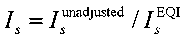 I_s = I_s^unadjusted / I_s^EQI